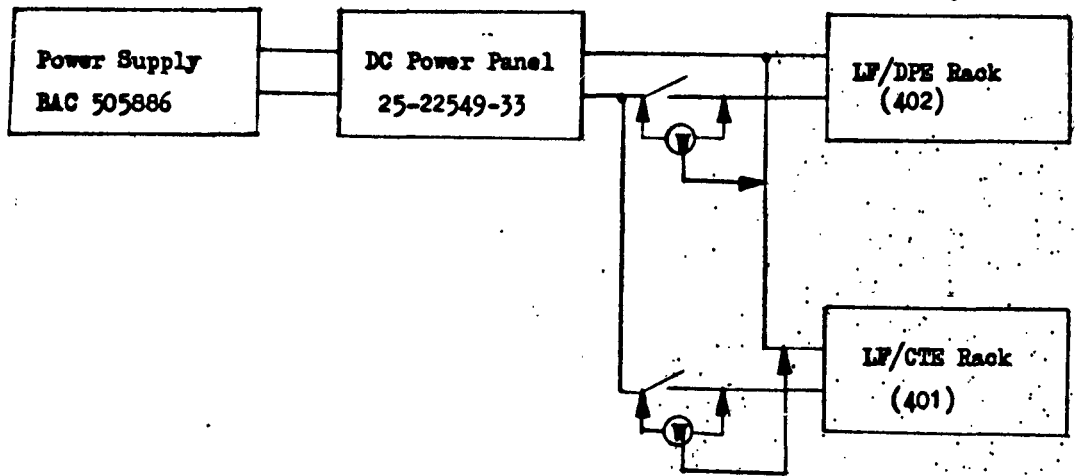 Power Supply
BAC 505886
DC Power Panel
25-22549-33
LF/DPE Rack
(402)
LF/CTE Rack
(401)